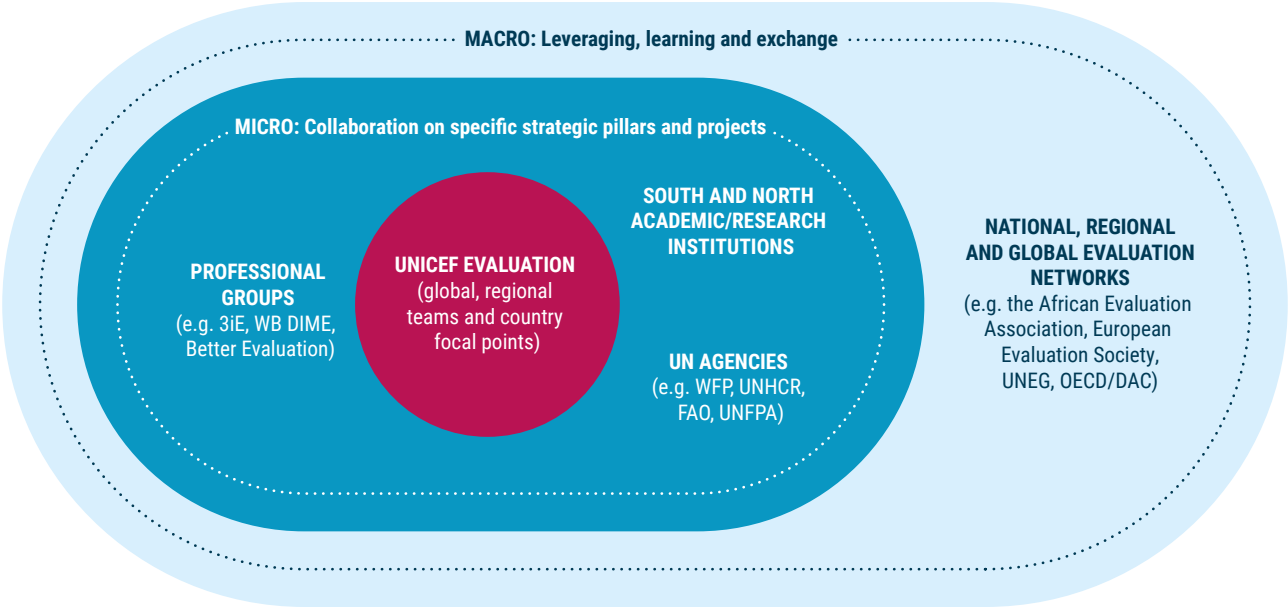 MACRO: Leveraging, learning and exchange
MICRO: Collaboration on specific strategic pillars and projects
PROFESSIONAL
GROUPS
(e.g. 3iE, WB DIME,
Better Evaluation)
UNICEF EVALUATION
(global, regional
teams and country
focal points)
SOUTH AND NORTH
ACADEMIC/RESEARCH
INSTITUTIONS
UN AGENCIES
(e.g. WFP, UNHCR,
FAO, UNFPA)
NATIONAL, REGIONAL
AND GLOBAL EVALUATION
NETWORKS
(e.g. the African Evaluation
Association, European
Evaluation Society,
UNEG, OECD/DAC)